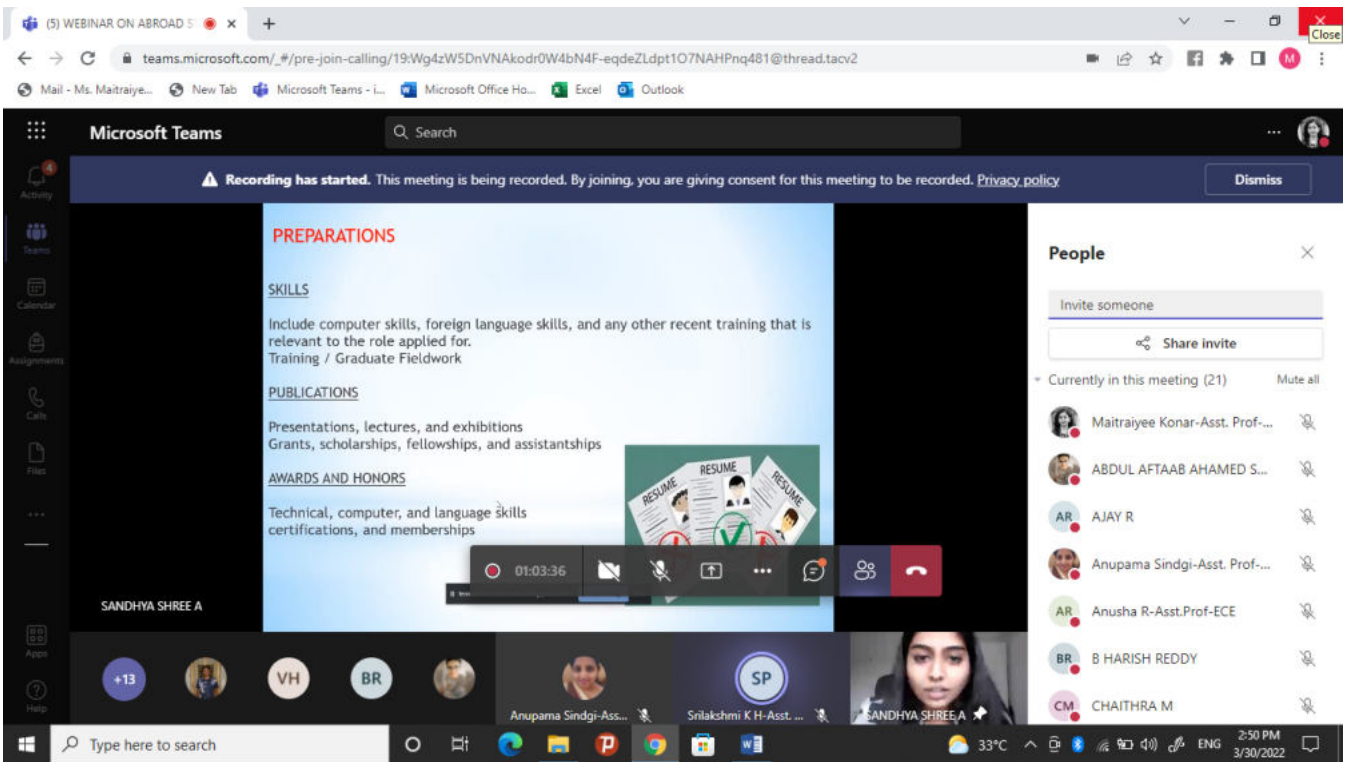 (5) WEBINAR ON ABROAD S
Close
teams.microsoft.com/_#/pre-join-calling/19:Wg4zW5DnVNAkodr0W4bN4F-eqdeZLdpt1O7NAHPnq481@thread.tacv2
M
Mail - Ms. Maitraiye... New Tab Microsoft Teams - i... Microsoft Office Ho... Excel Outlook
Microsoft Teams
Search
Recording has started. This meeting is being recorded. By joining, you are giving consent for this meeting to be recorded. Privacy policy
Dismiss
4
Activity
Teams
Calendar
Assignments
Calls
Files
Apps
Help
PREPARATIONS
SKILLS
Include computer skills, foreign language skills, and any other recent training that is
relevant to the role applied for.
Training / Graduate Fieldwork
PUBLICATIONS
Presentations, lectures, and exhibitions
Grants, scholarships, fellowships, and assistantships
AWARDS AND HONORS
Technical, computer, and language skills
certifications, and memberships
RESUME
RESUME
RESUME
01:03:36
SANDHYA SHREE A
+13
VH
BR
Anupama Sindgi-Ass...
SP
Srilakshmi K H-Asst. ...
SANDHYA SHREE A
People
Invite someone
Share invite
Currently in this meeting (21) Mute all
Maitraiyee Konar-Asst. Prof-...
ABDUL AFTAAB AHAMED S...
AR AJAY R
Anupama Sindgi-Asst. Prof-...
AR Anusha R-Asst.Prof-ECE
BR B HARISH REDDY
CM CHAITHRA M
Type here to search
33°C
ENG
2:50 PM
3/30/2022